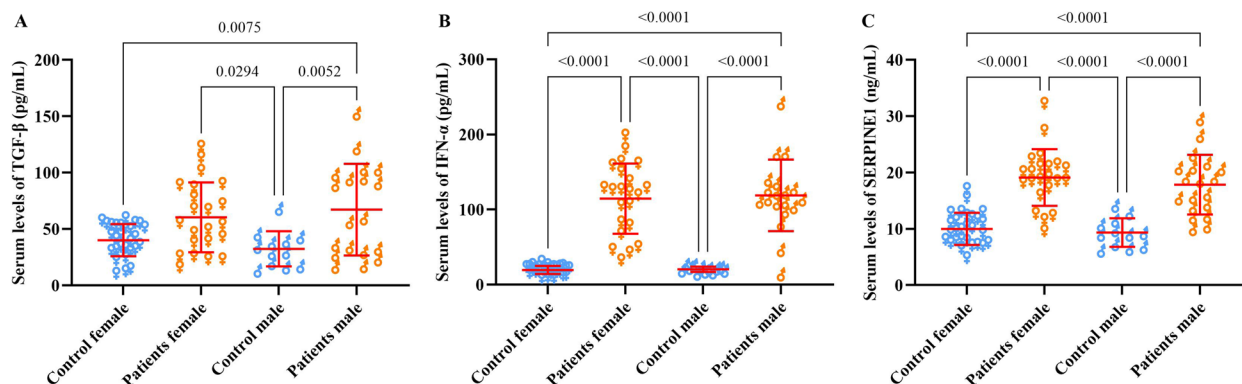 A
0.0075
0.0294
0.0052
Serum levels of TGF-β (pg/mL)
200
150
100
50
0
Control female
Patients female
Control male
Patients male
B
<0.0001
<0.0001
<0.0001
<0.0001
Serum levels of IFN-α (pg/mL)
300
200
100
0
Control female
Patients female
Control male
Patients male
C
<0.0001
<0.0001
<0.0001
<0.0001
Serum levels of SERPINE1 (ng/mL)
40
30
20
10
0
Control female
Patients female
Control male
Patients male